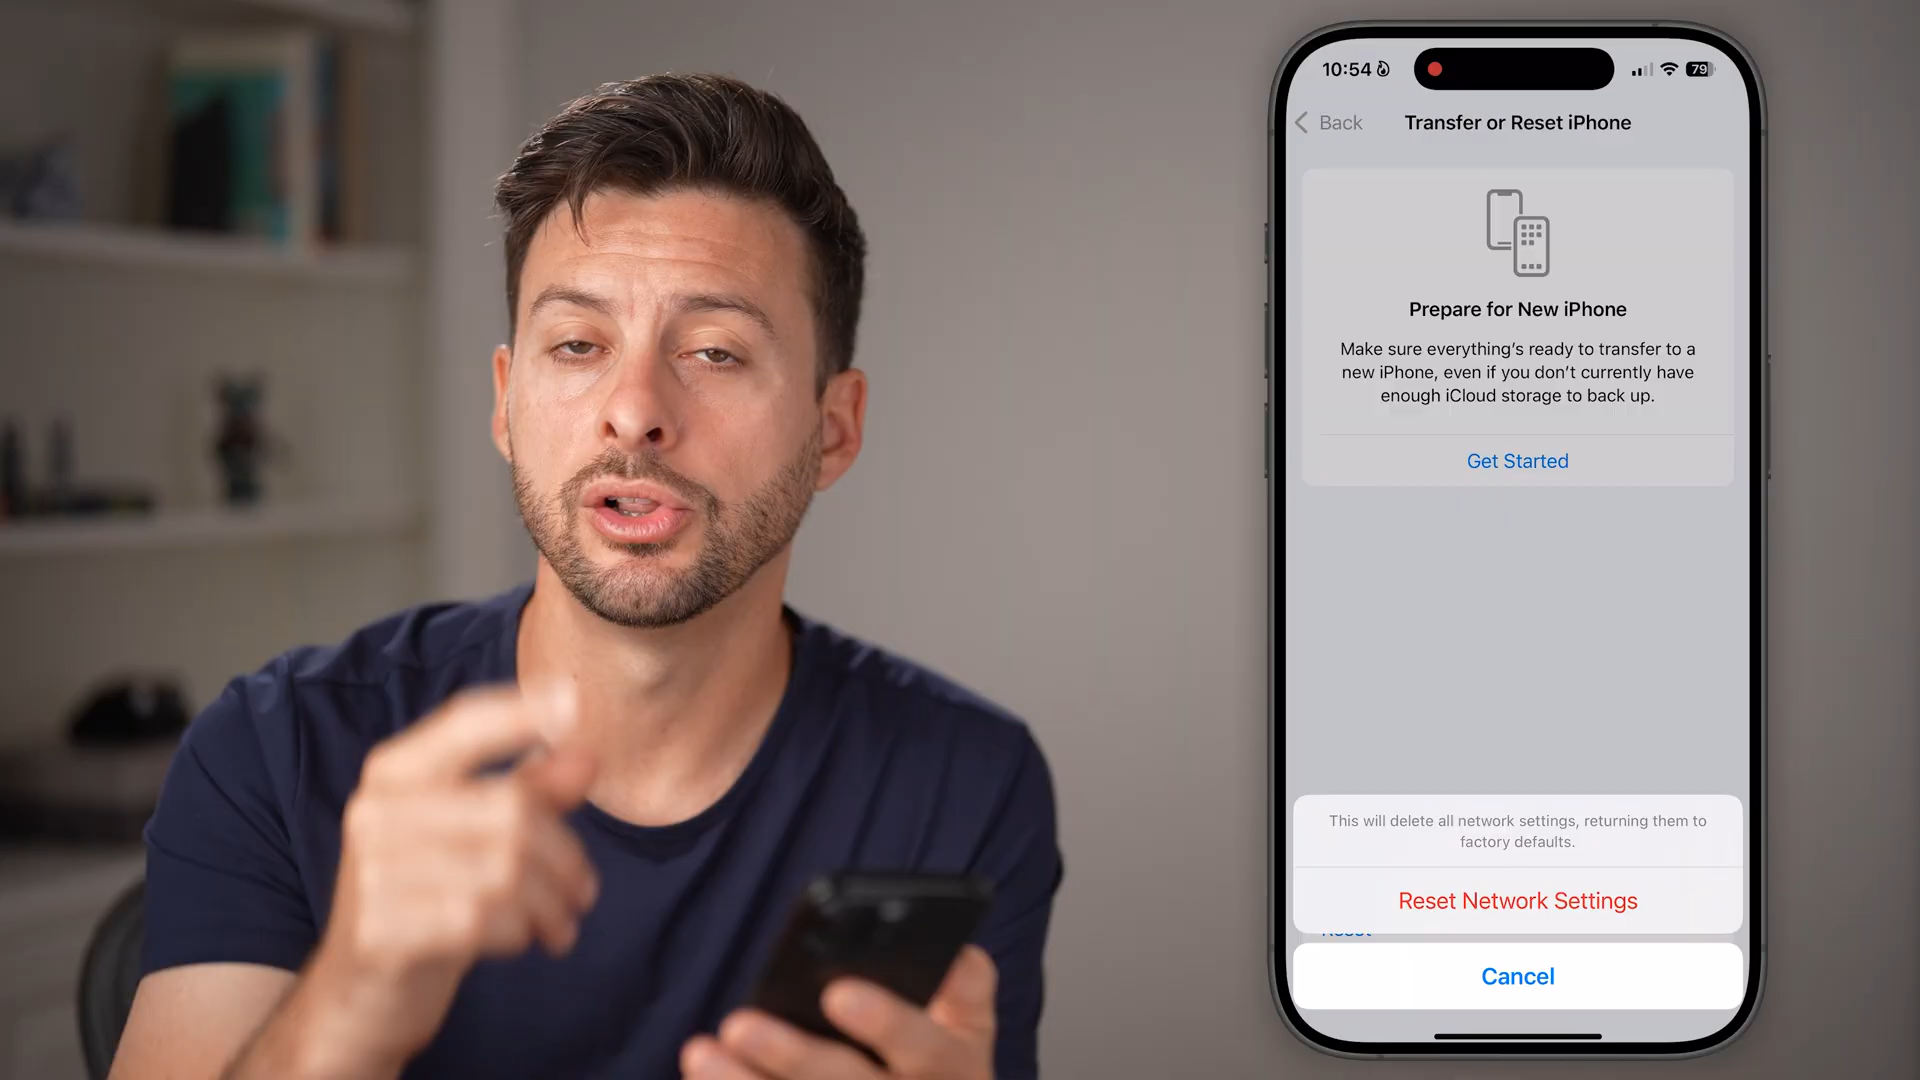 10:54
79
Back
Transfer or Reset iPhone
Prepare for New iPhone
Make sure everything’s ready to transfer to a
new iPhone, even if you don’t currently have
enough iCloud storage to back up.
Get Started
This will delete all network settings, returning them to
factory defaults.
Reset Network Settings
Reset
Cancel